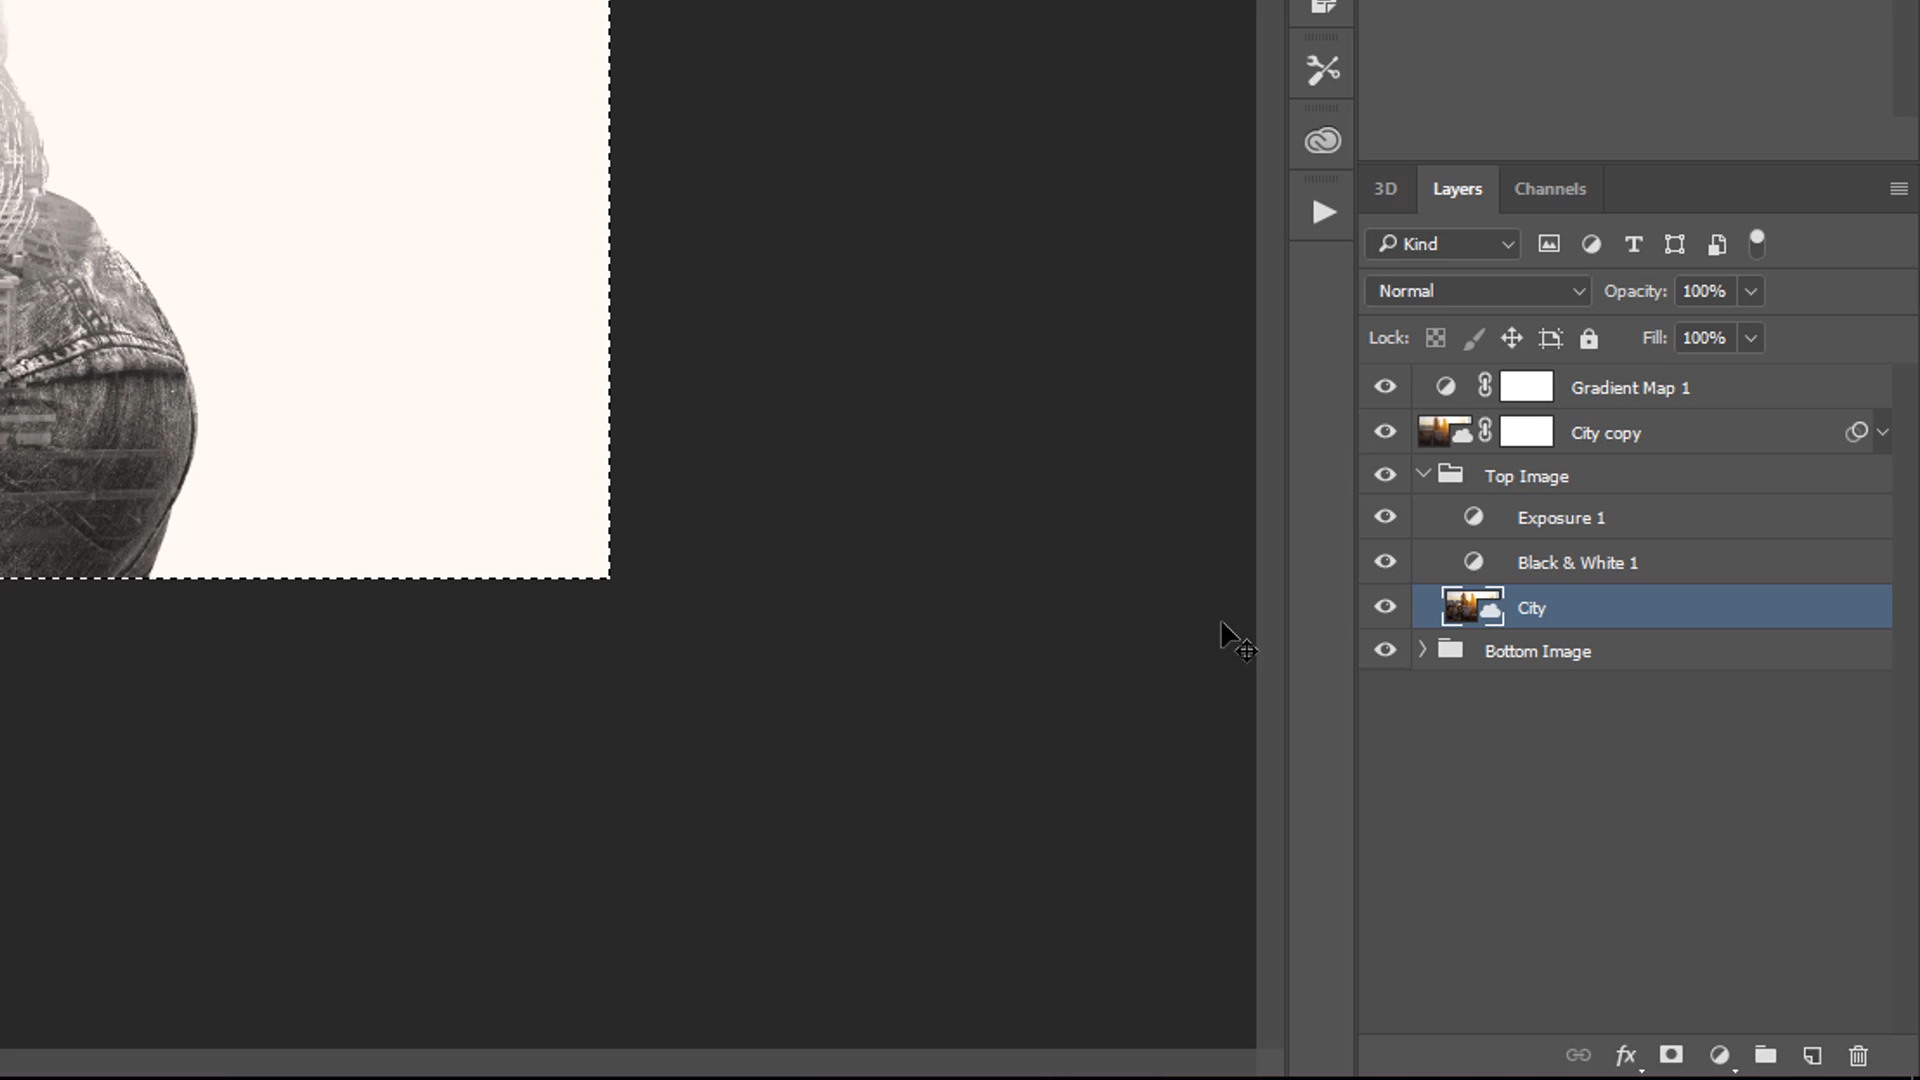 3D Layers Channels
Kind
Normal Opacity: 100%
Lock: Fill: 100%
Gradient Map 1
City copy
Top Image
Exposure 1
Black & White 1
City
Bottom Image
fx